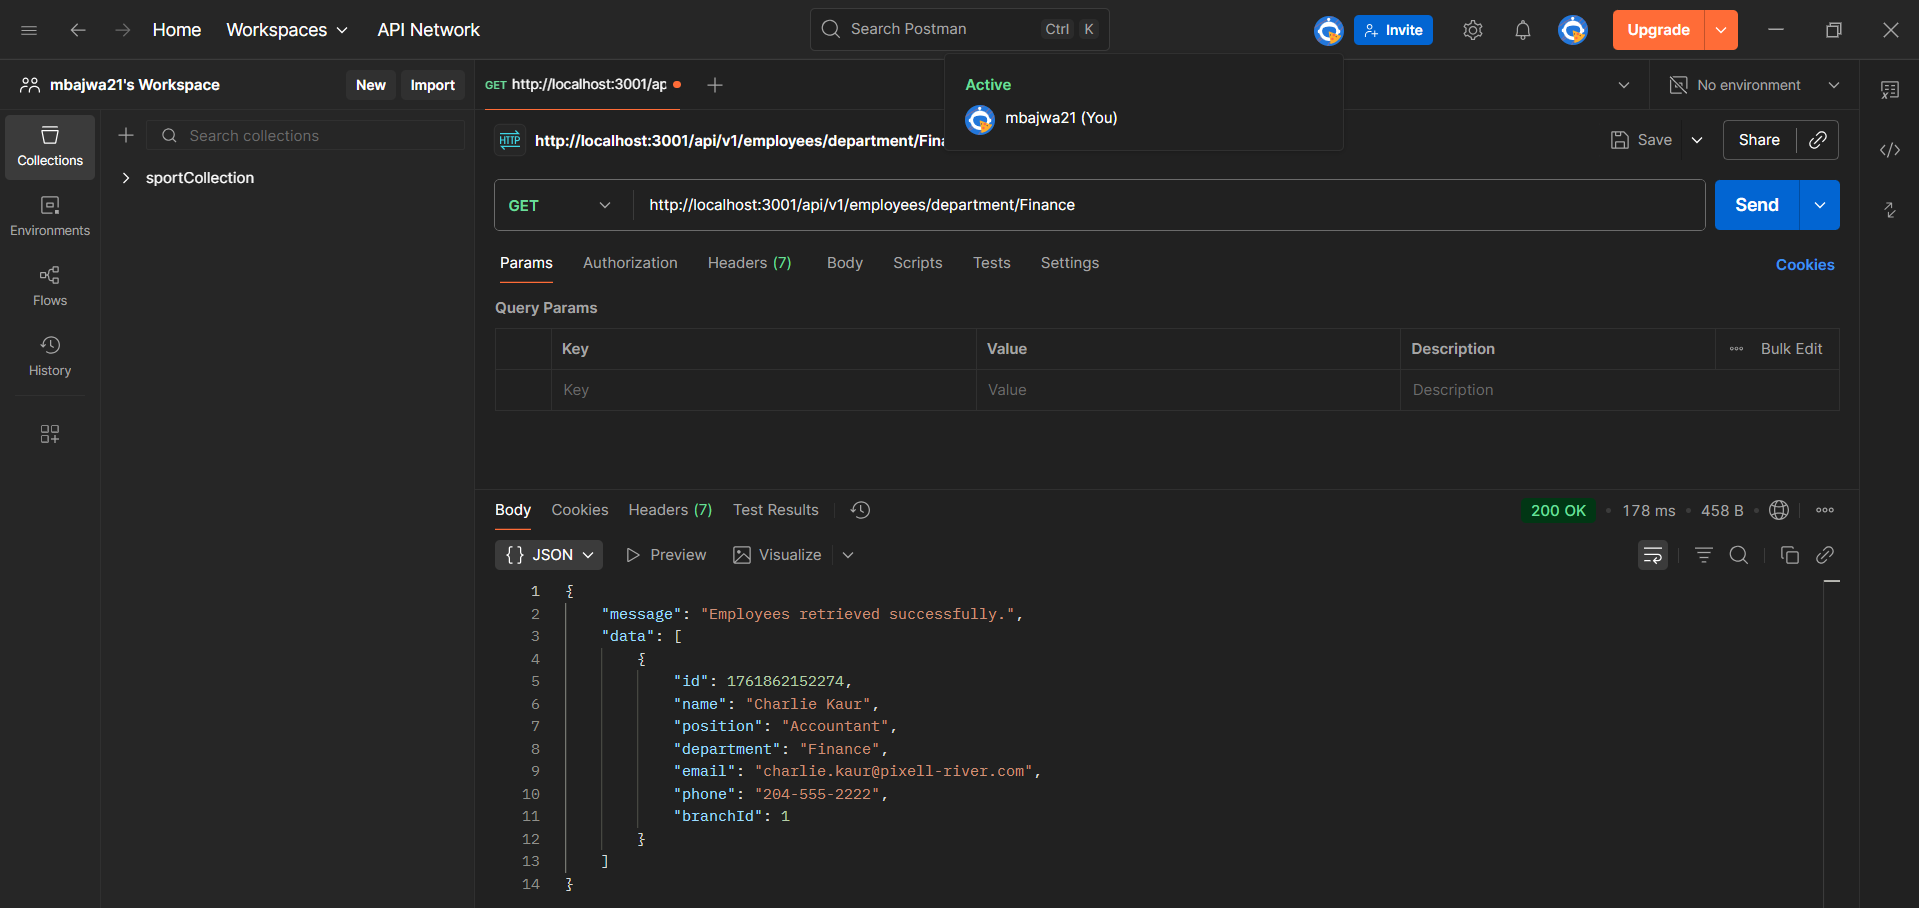 Home Workspaces API Network Search Postman Ctrl K Invite Upgrade
mbajwa21's Workspace New Import GET http://localhost:3001/ap No environment
Active
mbajwa21 (You)
Search collections
http://localhost:3001/api/v1/employees/department/Fina Save Share
Collections
sportCollection
GET http://localhost:3001/api/v1/employees/department/Finance Send
Environments
Params Authorization Headers (7) Body Scripts Tests Settings Cookies
Flows
Query Params
Key Value Description Bulk Edit
History
Key Value Description
Body Cookies Headers (7) Test Results 200 OK • 178 ms • 458 B •
{} JSON Preview Visualize
1 {
2 "message": "Employees retrieved successfully.",
3 "data": [
4 {
5 "id": 1761862152274,
6 "name": "Charlie Kaur",
7 "position": "Accountant",
8 "department": "Finance",
9 "email": "charlie.kaur@pixell-river.com",
10 "phone": "204-555-2222",
11 "branchId": 1
12 }
13 ]
14 }